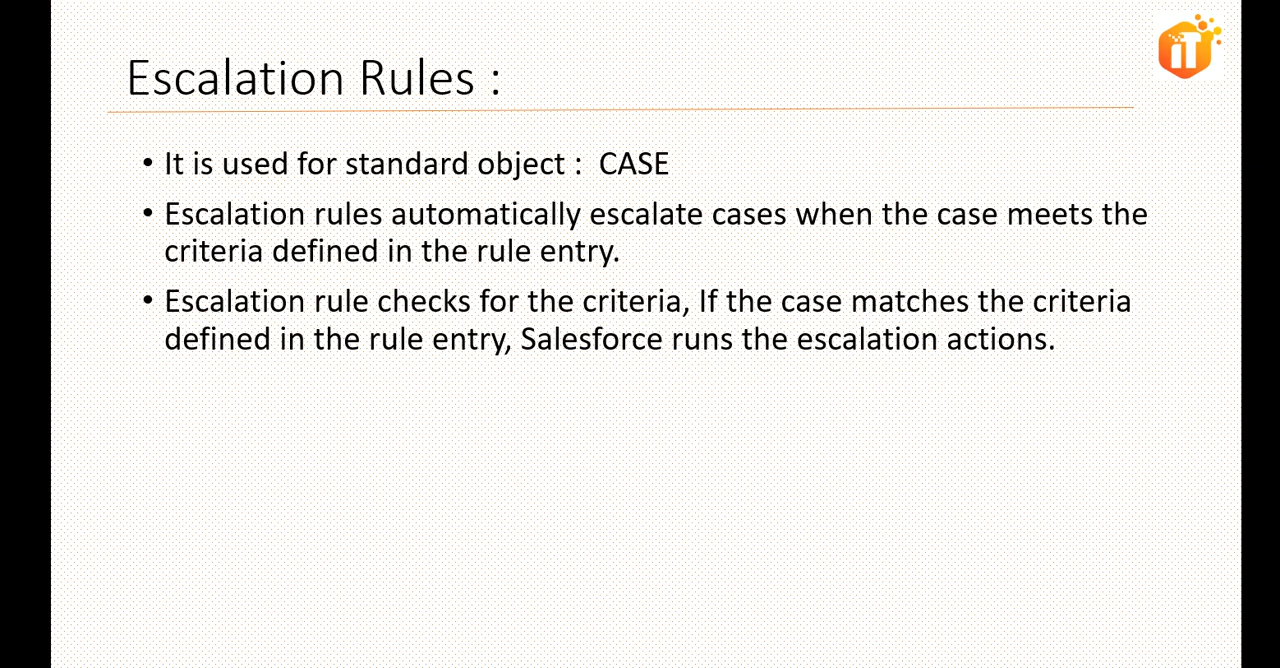 iT
Escalation Rules :
• It is used for standard object :  CASE
• Escalation rules automatically escalate cases when the case meets the
criteria defined in the rule entry.
• Escalation rule checks for the criteria, If the case matches the criteria
defined in the rule entry, Salesforce runs the escalation actions.